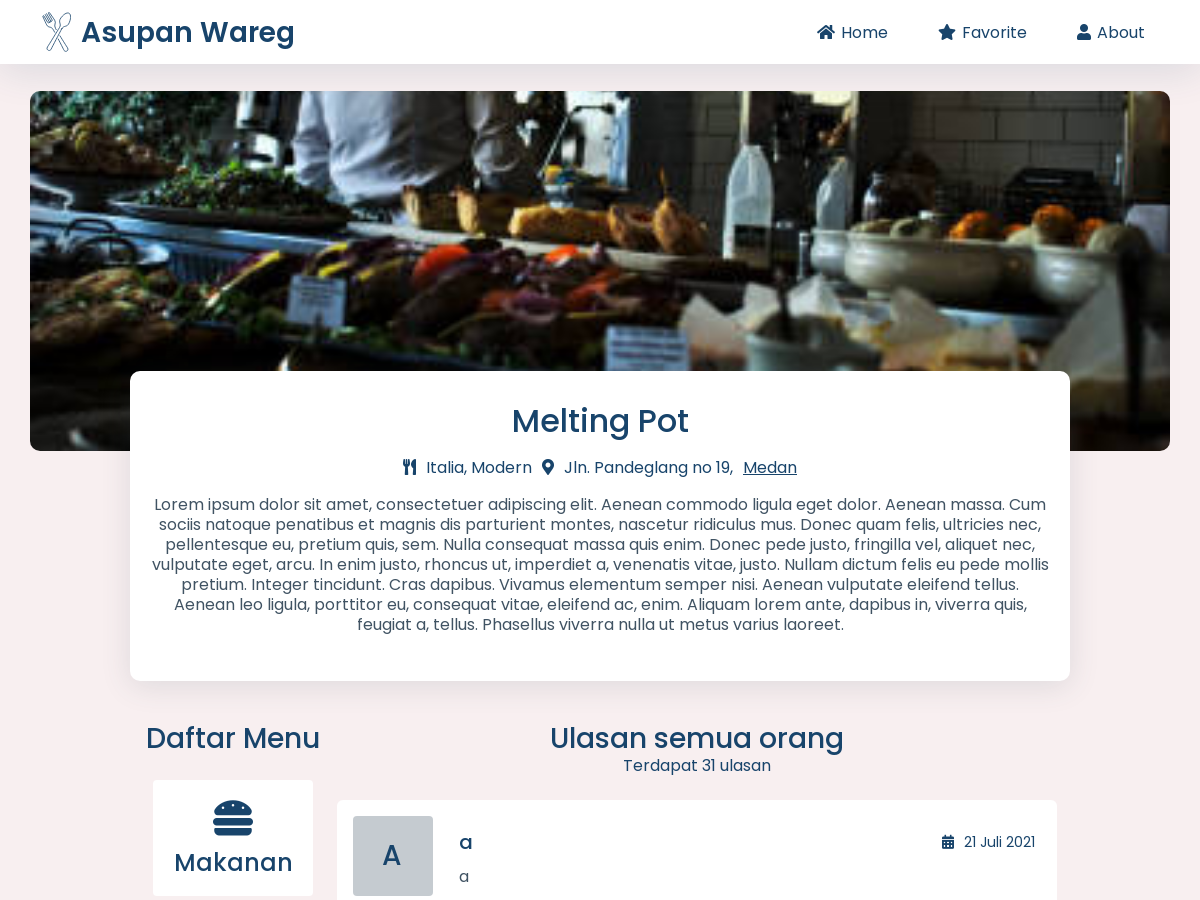 Asupan Wareg
Home
Favorite
About
Melting Pot
Italia, Modern Jln. Pandeglang no 19, Medan
Lorem ipsum dolor sit amet, consectetuer adipiscing elit. Aenean commodo ligula eget dolor. Aenean massa. Cum
sociis natoque penatibus et magnis dis parturient montes, nascetur ridiculus mus. Donec quam felis, ultricies nec,
pellentesque eu, pretium quis, sem. Nulla consequat massa quis enim. Donec pede justo, fringilla vel, aliquet nec,
vulputate eget, arcu. In enim justo, rhoncus ut, imperdiet a, venenatis vitae, justo. Nullam dictum felis eu pede mollis
pretium. Integer tincidunt. Cras dapibus. Vivamus elementum semper nisi. Aenean vulputate eleifend tellus.
Aenean leo ligula, porttitor eu, consequat vitae, eleifend ac, enim. Aliquam lorem ante, dapibus in, viverra quis,
feugiat a, tellus. Phasellus viverra nulla ut metus varius laoreet.
Daftar Menu
Makanan
Ulasan semua orang
Terdapat 31 ulasan
A
a
21 Juli 2021
a